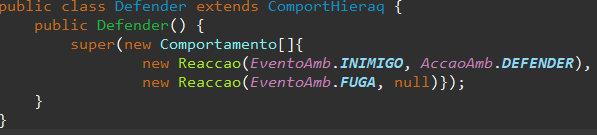 public class Defender extends ComportHieraq {
public Defender() {
super(new Comportamento[]{
new Reaccao(EventoAmb.INIMIGO, AccaoAmb.DEFENDER),
new Reaccao(EventoAmb.FUGA, null)});
}
}